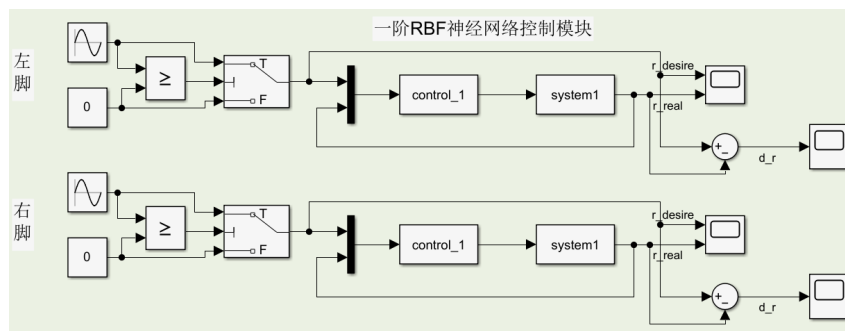 一阶RBF神经网络控制模块
左
脚
≥
0
T
F
control_1
system1
r_desire
r_real
+
_
d_r
右
脚
≥
0
T
F
control_1
system1
r_desire
r_real
+
_
d_r